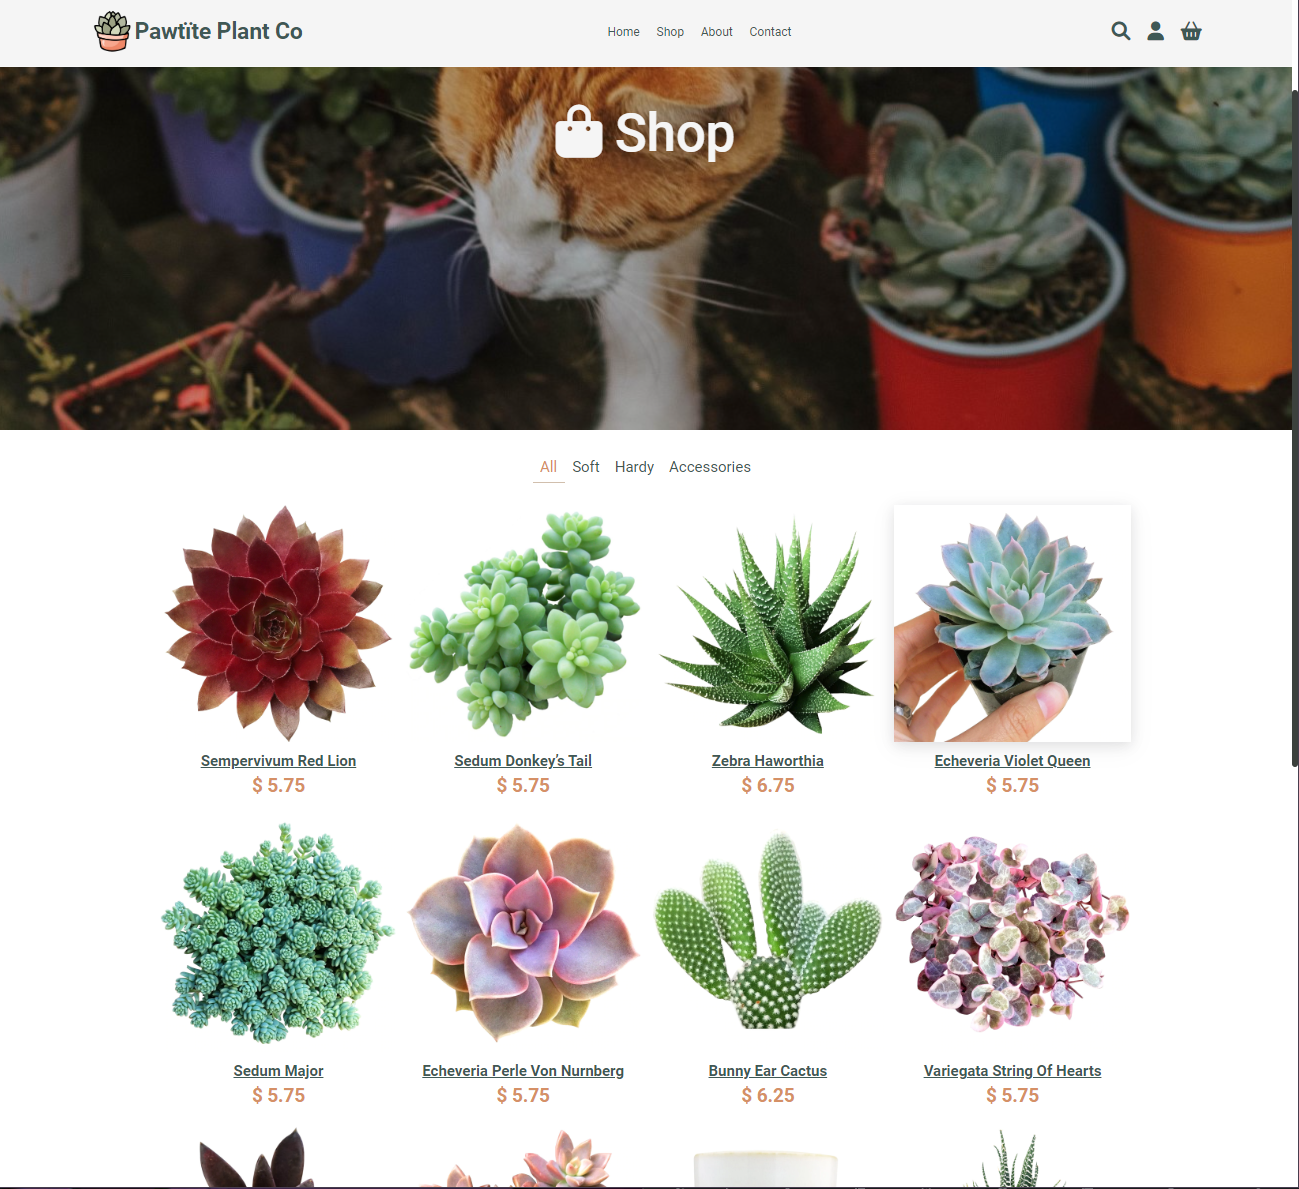 Pawtïte Plant Co
Home Shop About Contact
Shop
All Soft Hardy Accessories
Sempervivum Red Lion
$ 5.75
Sedum Donkey’s Tail
$ 5.75
Zebra Haworthia
$ 6.75
Echeveria Violet Queen
$ 5.75
Sedum Major
$ 5.75
Echeveria Perle Von Nurnberg
$ 5.75
Bunny Ear Cactus
$ 6.25
Variegata String Of Hearts
$ 5.75